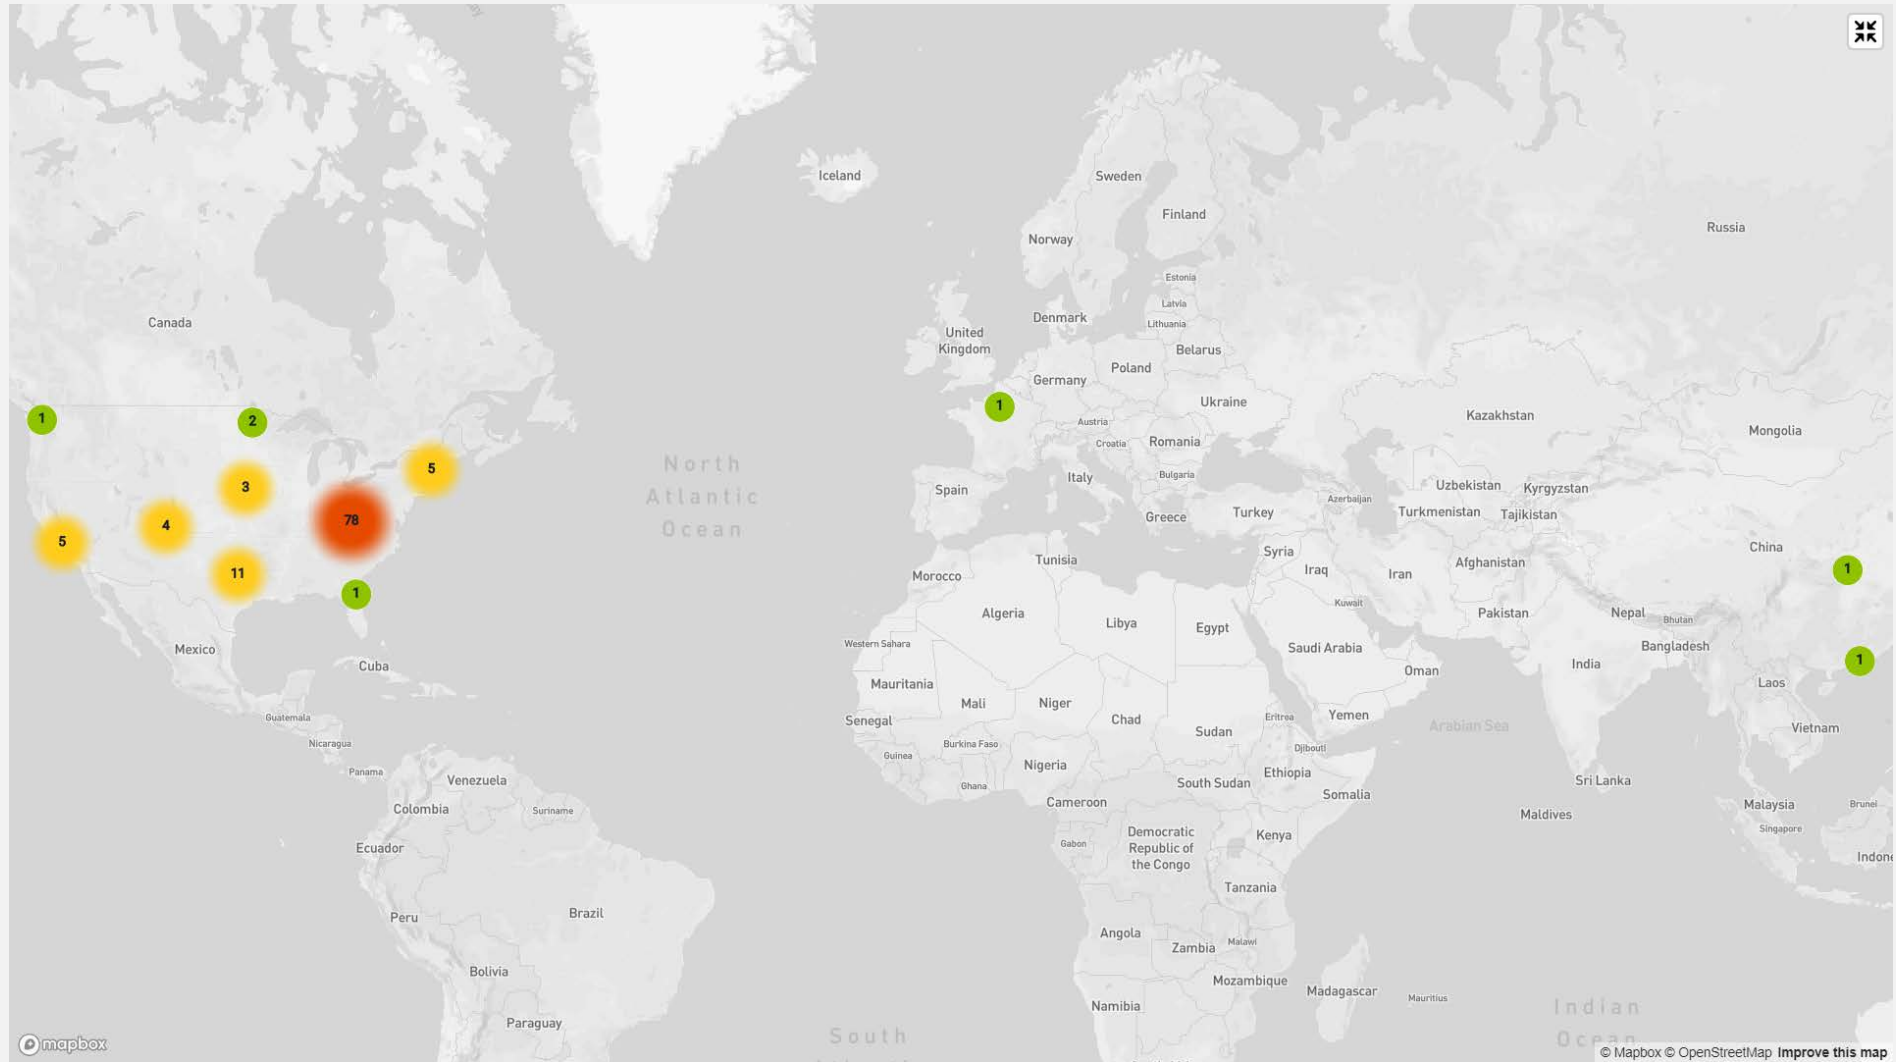 Iceland
Sweden
Finland
Russia
Norway
Estonia
Latvia
Canada
Denmark
Lithuania
United
Kingdom
Belarus
Poland
Germany
Ukraine
1
1
2
Austria
Kazakhstan
Mongolia
Croatia
Romania
5
North
Atlantic
Ocean
Italy
Bulgaria
3
Spain
Uzbekistan
Kyrgyzstan
Azerbaijan
78
4
Greece
Turkey
Turkmenistan
Tajikistan
5
China
Syria
Tunisia
Afghanistan
1
11
Morocco
Iraq
Iran
1
Kuwait
Algeria
Libya
Egypt
Pakistan
Nepal
Bhutan
Mexico
Western Sahara
Saudi Arabia
Bangladesh
Cuba
India
Oman
1
Mauritania
Laos
Mali
Niger
Guatemala
Senegal
Chad
Eritrea
Yemen
Arabian Sea
Sudan
Vietnam
Nicaragua
Burkina Faso
Djibouti
Guinea
Panama
Nigeria
Ethiopia
Venezuela
Ghana
South Sudan
Sri Lanka
Colombia
Suriname
Cameroon
Somalia
Malaysia
Brunei
Maldives
Singapore
Democratic
Republic of
the Congo
Kenya
Gabon
Ecuador
Indone
Tanzania
Peru
Brazil
Angola
Zambia
Malawi
Bolivia
Mozambique
Madagascar
Mauritius
Namibia
Indian
Ocean
Paraguay
South
mapbox
© Mapbox © OpenStreetMap Improve this map